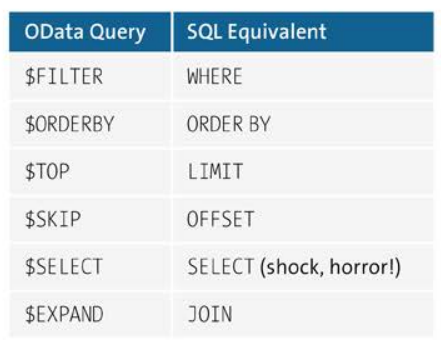 OData Query SQL Equivalent
$FILTER WHERE
$ORDERBY ORDER BY
$TOP LIMIT
$SKIP OFFSET
$SELECT SELECT (shock, horror!)
$EXPAND JOIN